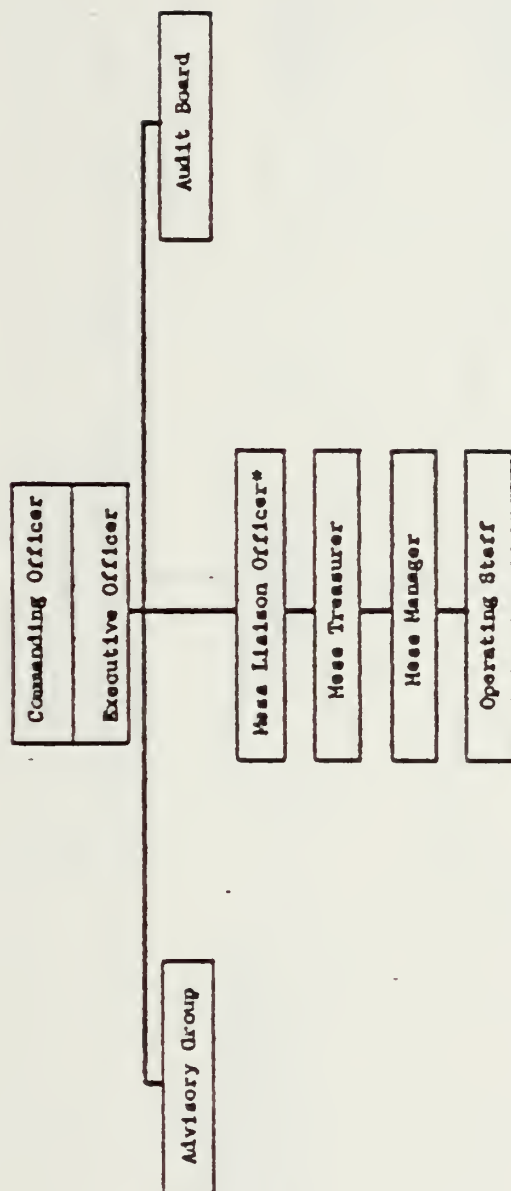 Commanding Officer
Executive Officer
Advisory Group
Audit Board
Mess Liaison Officer*
Mess Treasurer
Mess Manager
Operating Staff